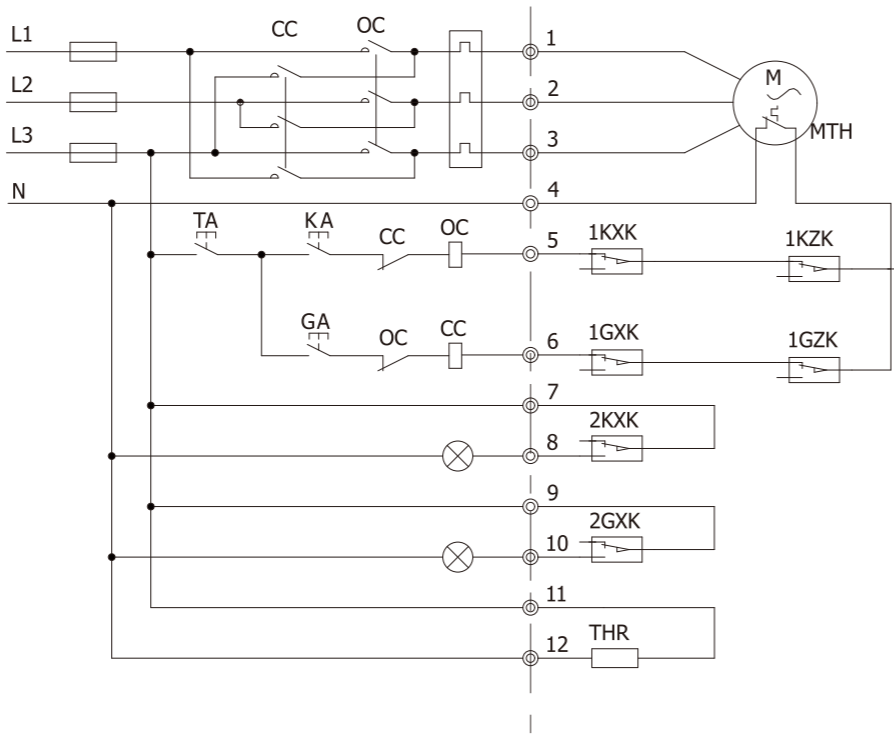 CC OC
L1 1
L2 2
M
L3 3
MTH
N 4
TA KA CC OC 5 1KXK 1KZK
GA OC CC 6 1GXK 1GZK
7
2KXK
8
9
2GXK
10
11
12 THR